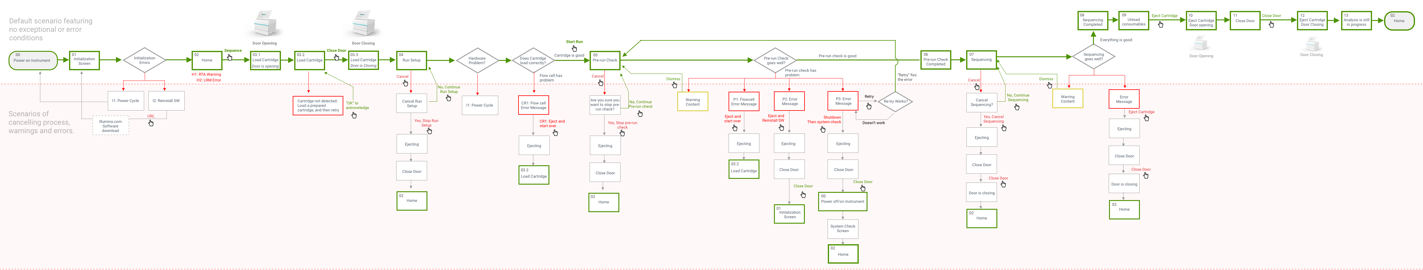 Default scenario featuring
no exceptional or error
conditions
Scenarios of
cancelling process,
warnings and errors.
00
Power on Instrument
01
Initialization
Screen
Initialization
Errors
I1: Power Cycle
I2: Reinstall SW
URL
Illumina.com
Software
download
02
Home
H1: RTA Warning
H2: LRM Error
Sequence
Door Opening
03.1
Load Cartridge
Door is opening
03.2
Load Cartridge
Cartridge not detected.
Load a prepared
cartridge, and then retry.
"OK" to
acknowledge
Close Door
Door Closing
03.3
Load Cartridge
Door is Closing
04
Run Setup
Cancel
Cancel Run
Setup
No, Continue
Run Setup
Yes, Stop Run
Setup
Ejecting
Close Door
02
Home
Hardware
Problem?
I1: Power Cycle
Does Cartridge
load correctly?
Flow cell has
problem
CR1: Flow cell
Error Message
CR1: Eject and
start over
Ejecting
03.2
Load Cartridge
Start Run
Cartridge is good
05
Pre-run Check
Cancel
Are you sure you
want to stop pre-
run check?
No, Continue
Pre-run check
Yes, Stop pre-run
check
Ejecting
Close Door
02
Home
Dismiss
Warning
Content
Pre-run check
goes well?
Pre-run check is good
Pre-run check has
problem
P1: Flowcell
Error Message
Eject and
start over
Ejecting
03.2
Load Cartridge
P2: Error
Message
Eject and
Reinstall SW
Ejecting
Close Door
Close Door
01
Initialization
Screen
P3: Error
Message
Shutdown
Then system check
Ejecting
Close Door
Close Door
00
Power off/on Instrument
System Check
Screen
02
Home
Retry
Re-try Works?
Doesn't work
"Retry" fixs
the error
06
Pre-run Check
Completed
07
Sequencing
Cancel
Cancel
Sequencing?
No, Continue
Sequencing
Yes, Cancel
Sequencing
Ejecting
Close Door
Close Door
Door is closing
02
Home
Dismiss
Warning
Content
Sequencing
goes well?
Everything is good
Error
Message
Eject Cartridge
Ejecting
Close Door
Close Door
Door is closing
02
Home
08
Sequencing
Completed
09
Unload
consumables
Eject Cartridge
10
Eject Cartridge
Door opening
Door Opening
11
Close Door
Close Door
12
Eject Cartridge
Door Closing
Door Closing
13
Analysis is still
in progress
02
Home